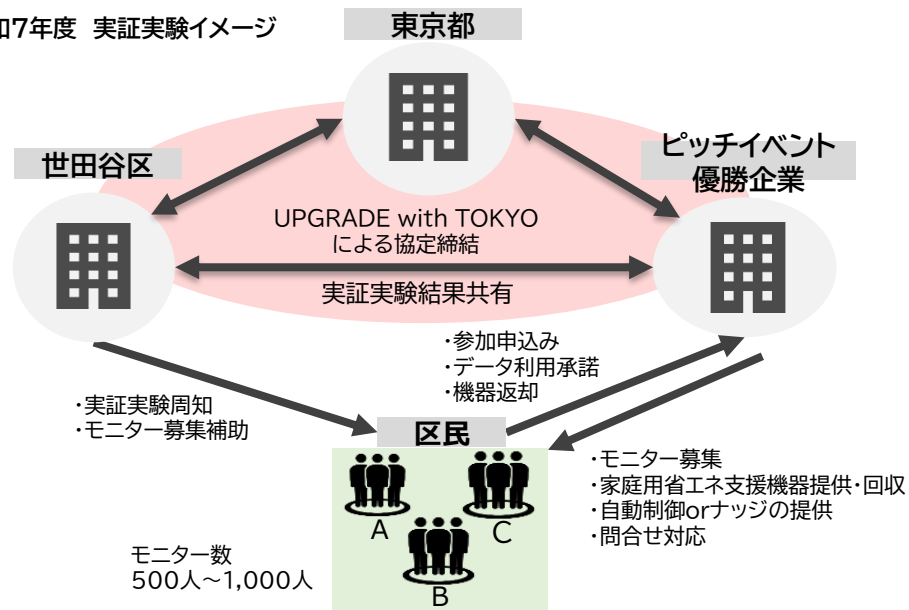 和7年度 実証実験イメージ
東京都
世田谷区
ピッチイベント
優勝企業
UPGRADE with TOKYO
による協定締結
実証実験結果共有
・参加申込み
・データ利用承諾
・機器返却
・実証実験周知
・モニター募集補助
区民
A
C
B
・モニター募集
・家庭用省エネ支援機器提供・回収
・自動制御orナッジの提供
・問合せ対応
モニター数
500人～1,000人